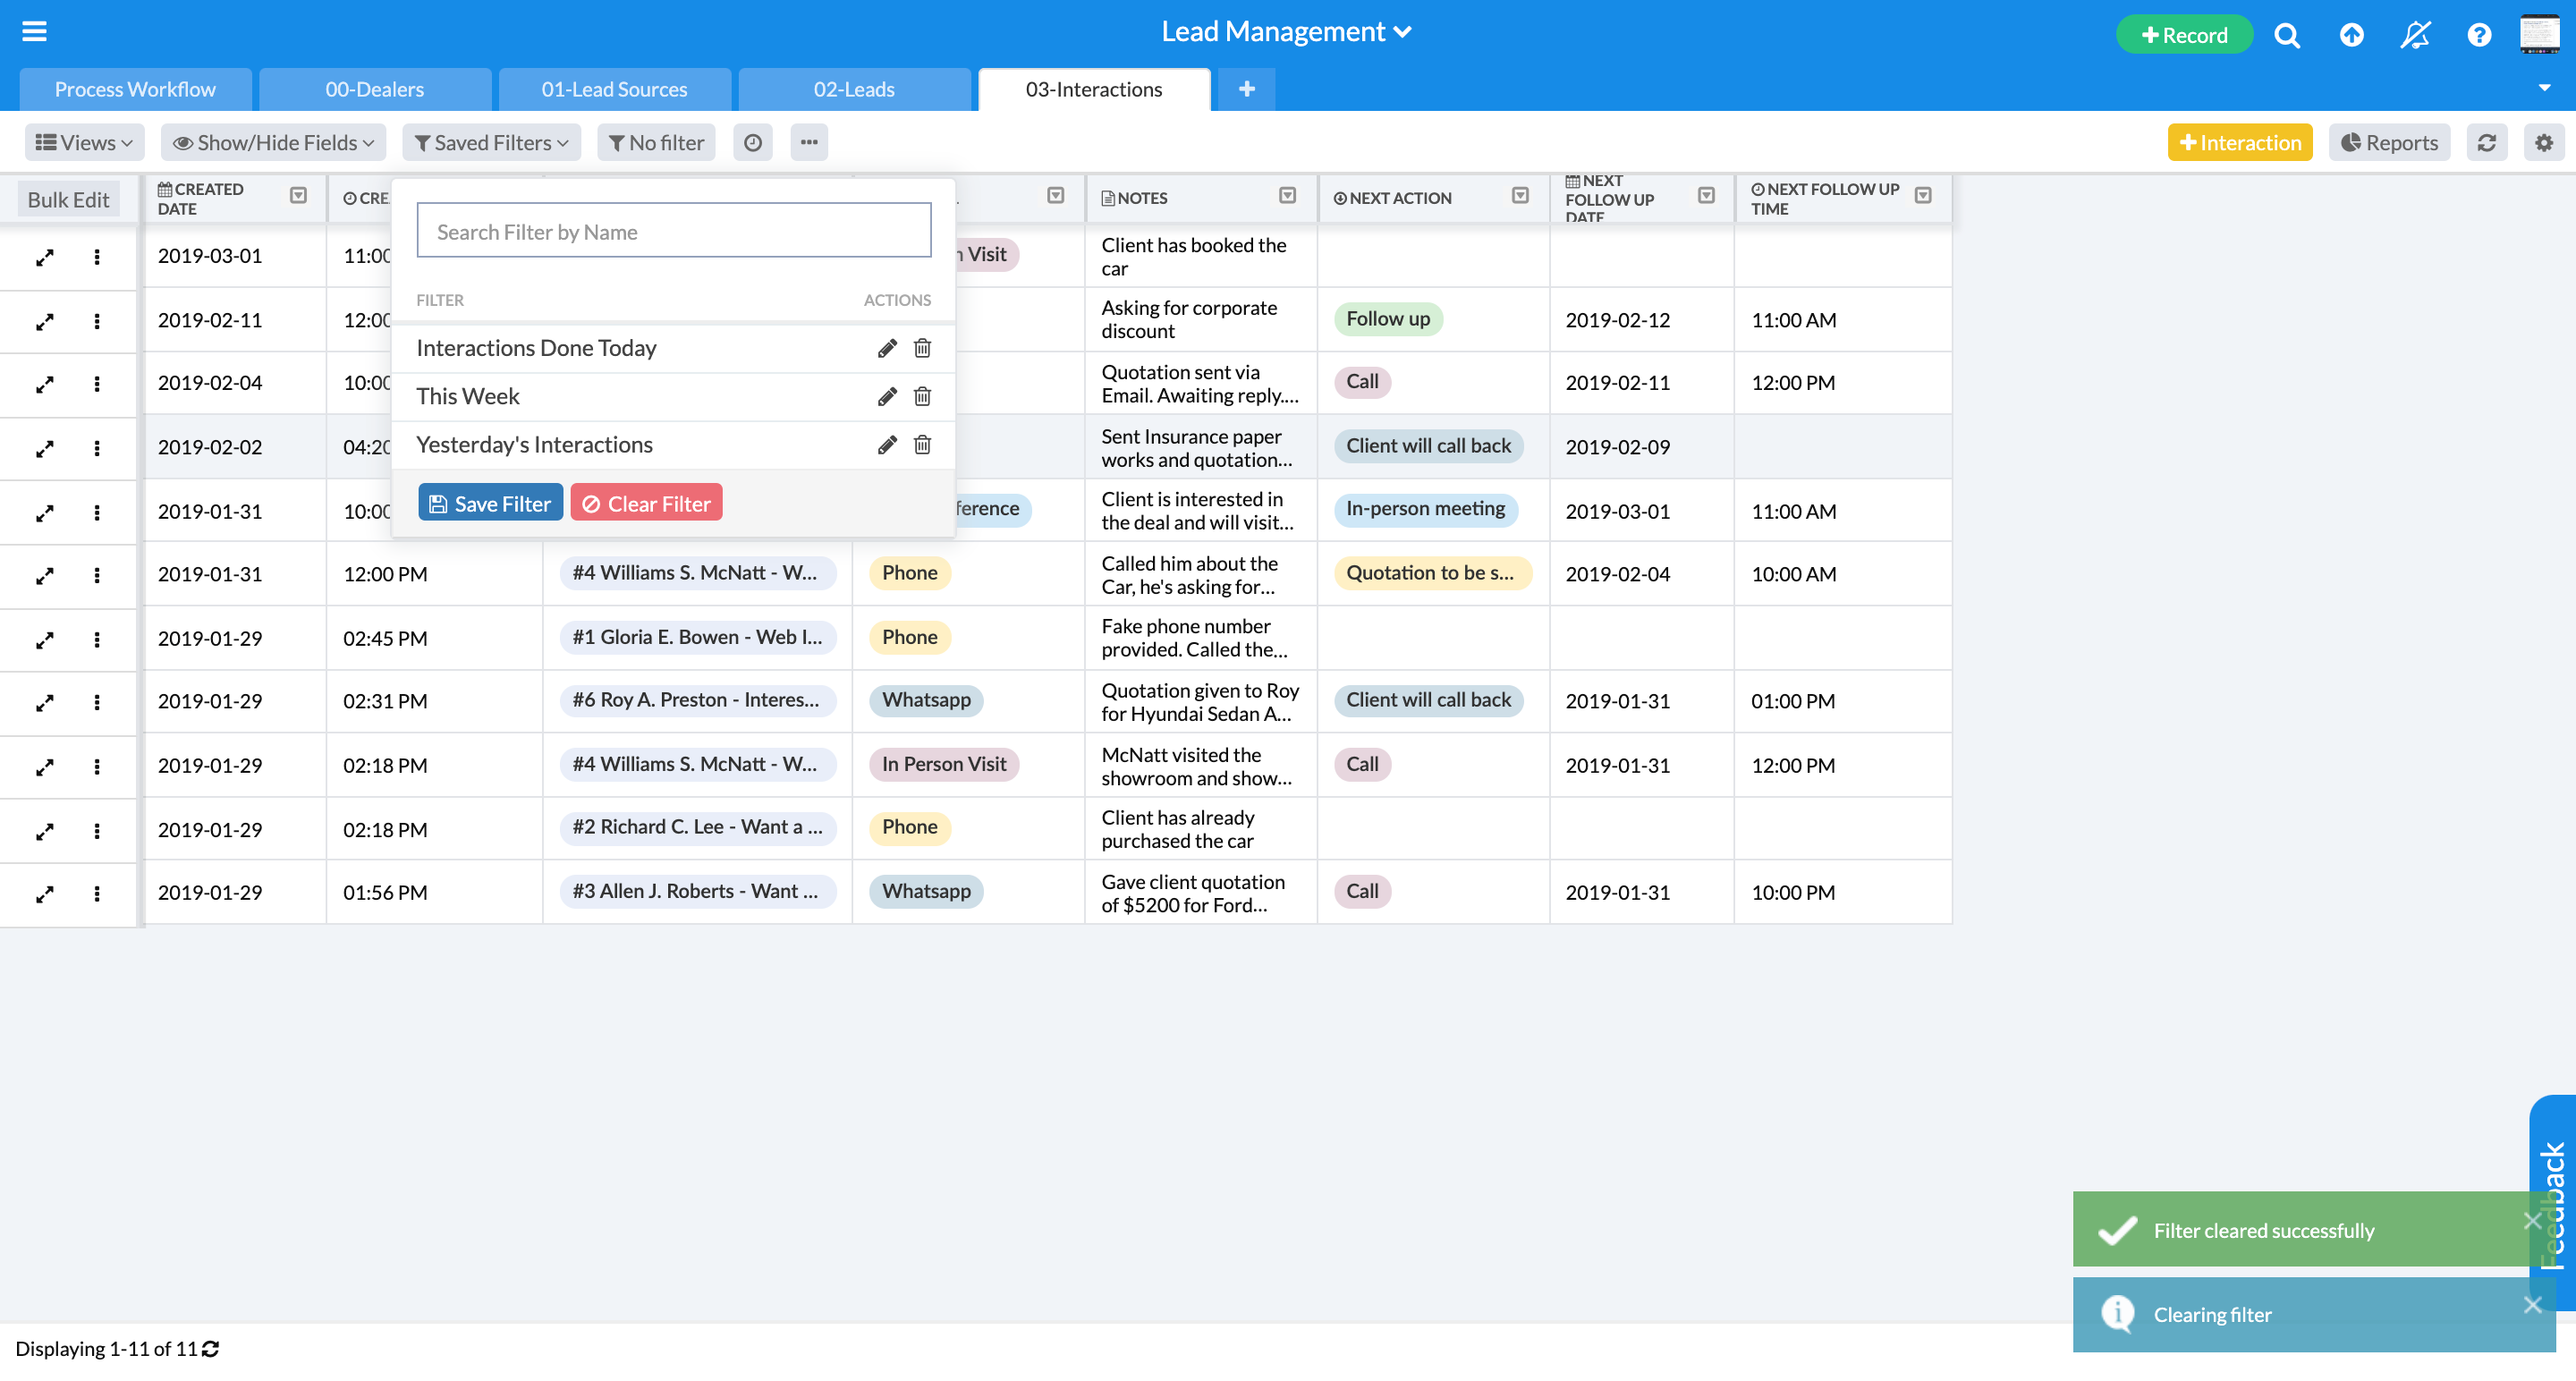 Lead Management
Record
Process Workflow
00-Dealers
01-Lead Sources
02-Leads
03-Interactions
Views
Show/Hide Fields
Saved Filters
No filter
Interaction
Reports
Bulk Edit
CREATED
DATE
CRE
NOTES
NEXT ACTION
NEXT
FOLLOW UP
DATE
NEXT FOLLOW UP
TIME
Search Filter by Name
FILTER
ACTIONS
Interactions Done Today
This Week
Yesterday's Interactions
Save Filter
Clear Filter
2019-03-01
11:00
n Visit
Client has booked the
car
2019-02-11
12:00
Asking for corporate
discount
Follow up
2019-02-12
11:00 AM
2019-02-04
10:00
Quotation sent via
Email. Awaiting reply....
Call
2019-02-11
12:00 PM
2019-02-02
04:20
Sent Insurance paper
works and quotation...
Client will call back
2019-02-09
2019-01-31
10:00
ference
Client is interested in
the deal and will visit...
In-person meeting
2019-03-01
11:00 AM
2019-01-31
12:00 PM
#4 Williams S. McNatt - W...
Phone
Called him about the
Car, he's asking for...
Quotation to be s...
2019-02-04
10:00 AM
2019-01-29
02:45 PM
#1 Gloria E. Bowen - Web I...
Phone
Fake phone number
provided. Called the...
2019-01-29
02:31 PM
#6 Roy A. Preston - Interes...
Whatsapp
Quotation given to Roy
for Hyundai Sedan A...
Client will call back
2019-01-31
01:00 PM
2019-01-29
02:18 PM
#4 Williams S. McNatt - W...
In Person Visit
McNatt visited the
showroom and show...
Call
2019-01-31
12:00 PM
2019-01-29
02:18 PM
#2 Richard C. Lee - Want a ...
Phone
Client has already
purchased the car
2019-01-29
01:56 PM
#3 Allen J. Roberts - Want ...
Whatsapp
Gave client quotation
of $5200 for Ford...
Call
2019-01-31
10:00 PM
Feedback
Filter cleared successfully
Clearing filter
Displaying 1-11 of 11